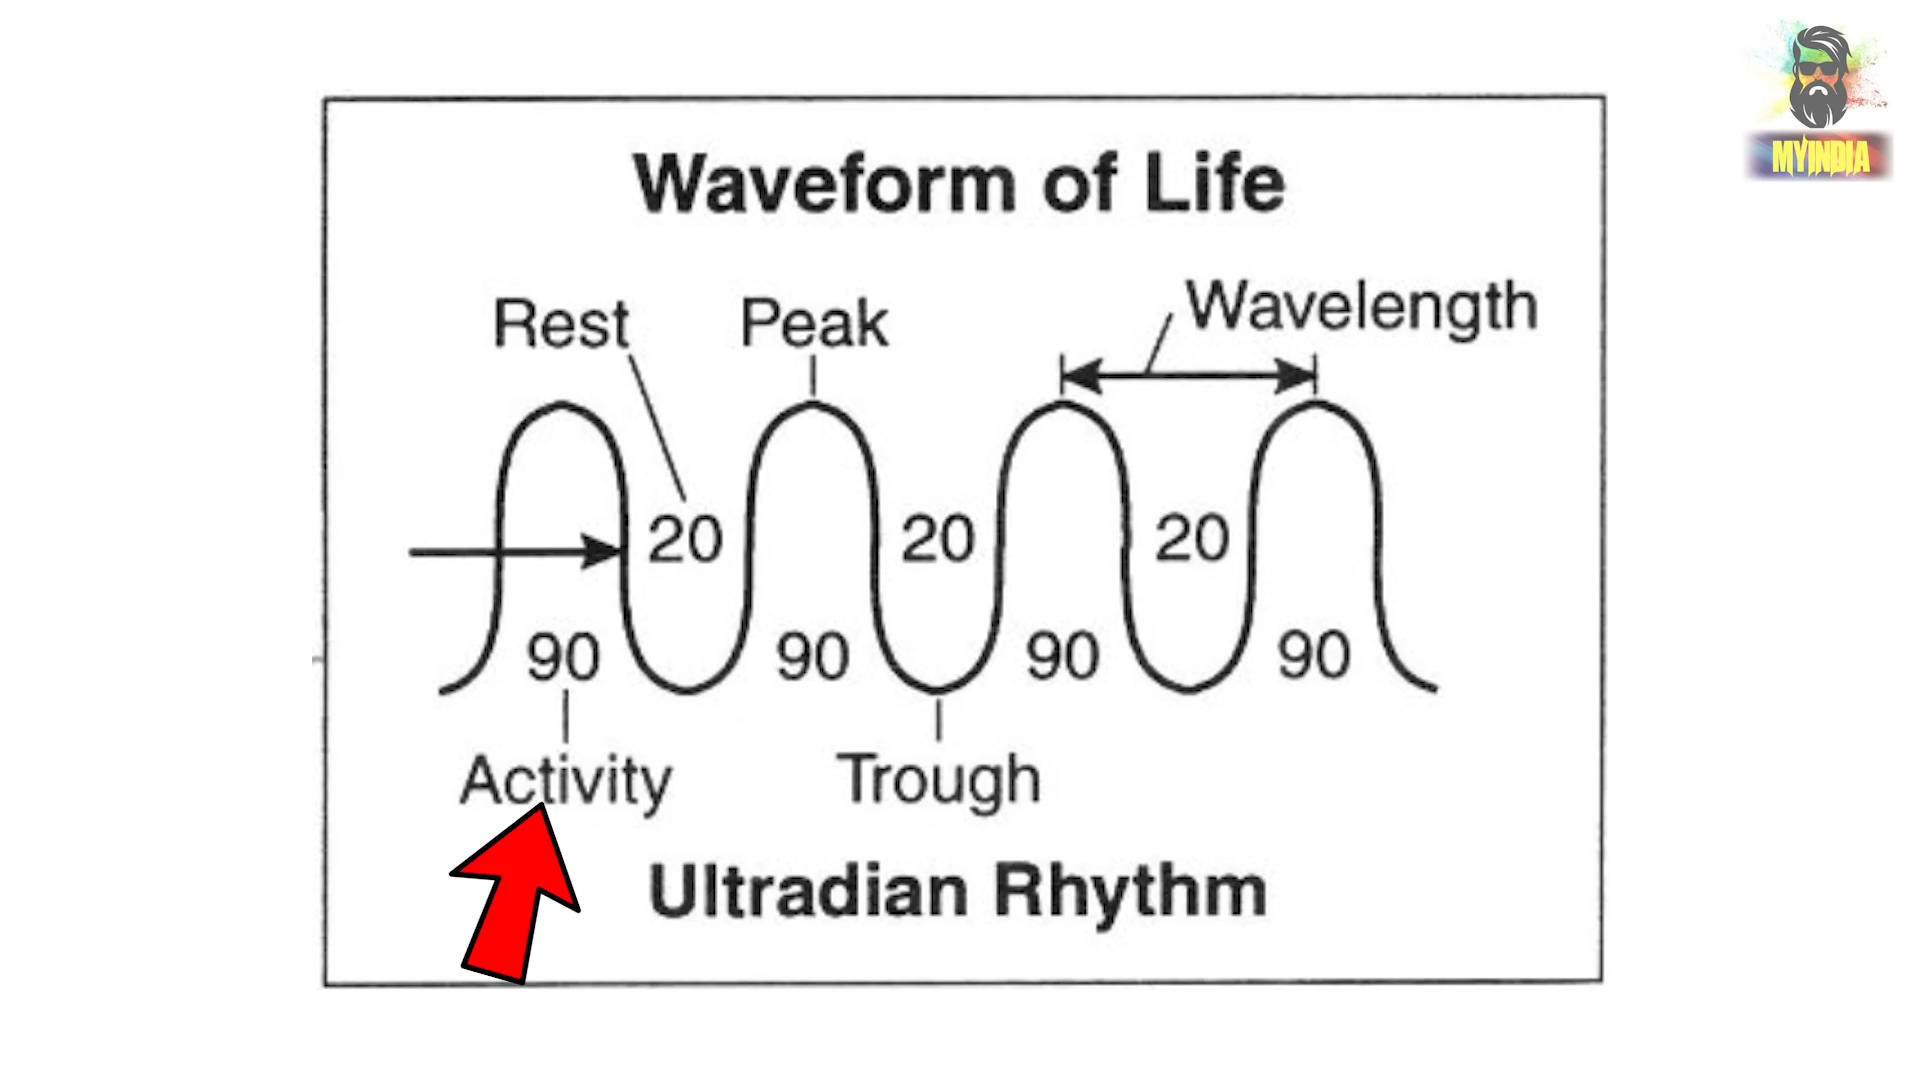 MYINDIA
Waveform of Life
Rest Peak Wavelength
20 20 20
90 90 90 90
Activity Trough
Ultradian Rhythm